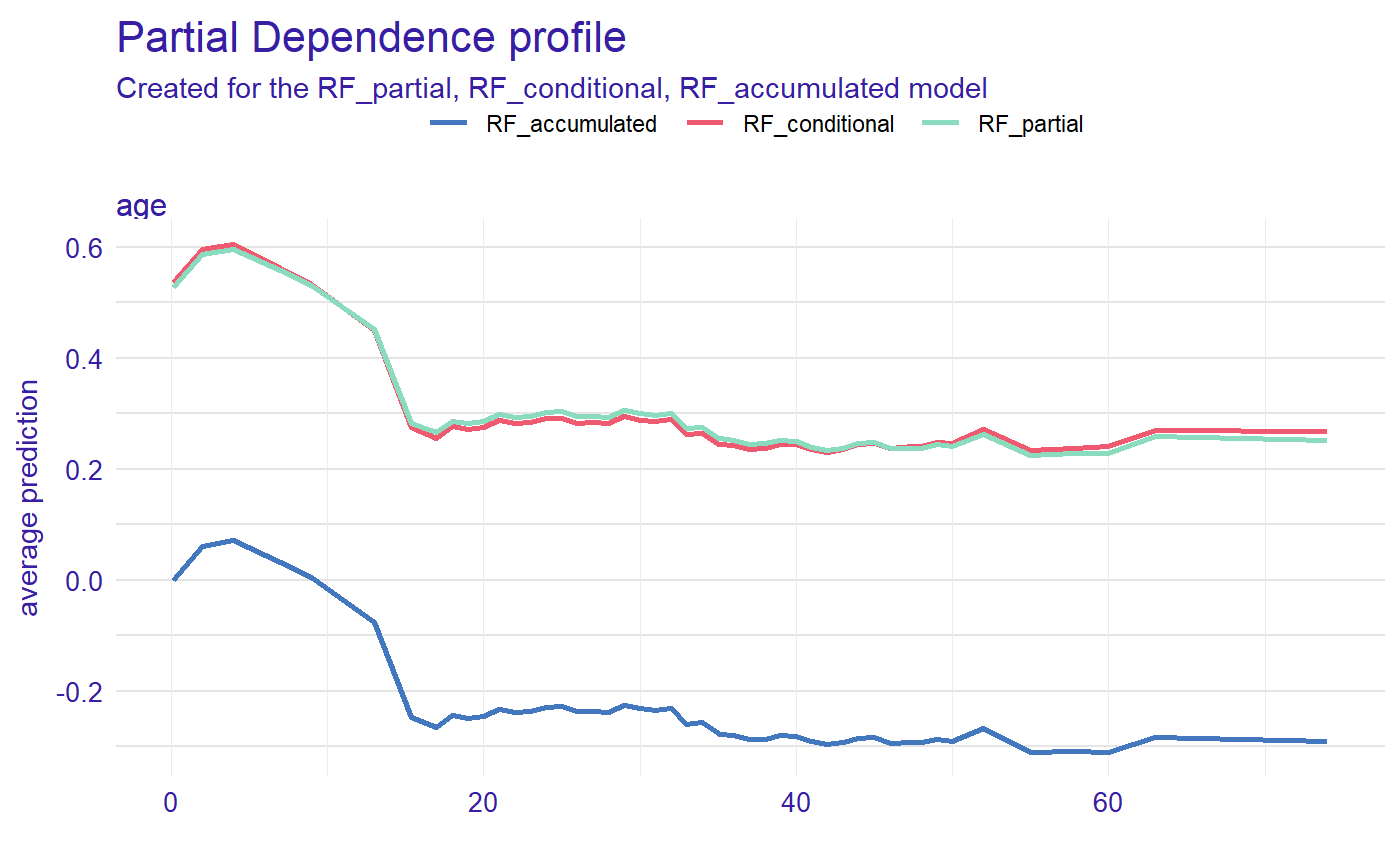 Partial Dependence profile
Created for the RF_partial, RF_conditional, RF_accumulated model
RF_accumulated RF_conditional RF_partial
age
0.6
0.4
0.2
0.0
-0.2
average prediction
0 20 40 60